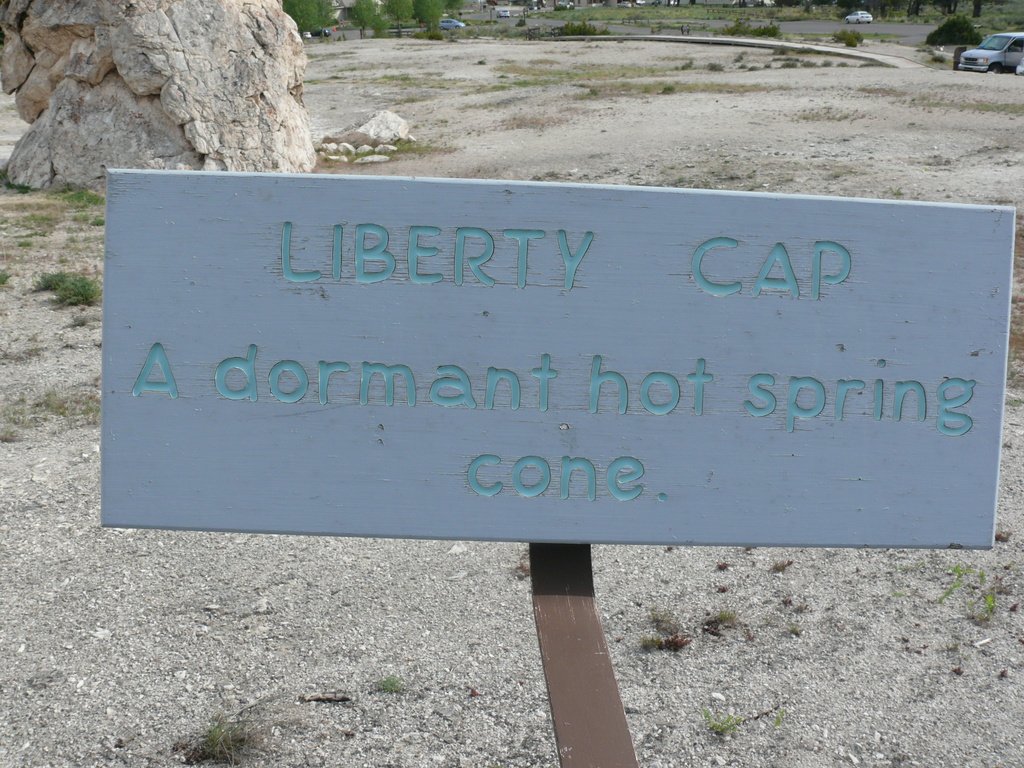 LIBERTY CAP
A dormant hot spring
cone.